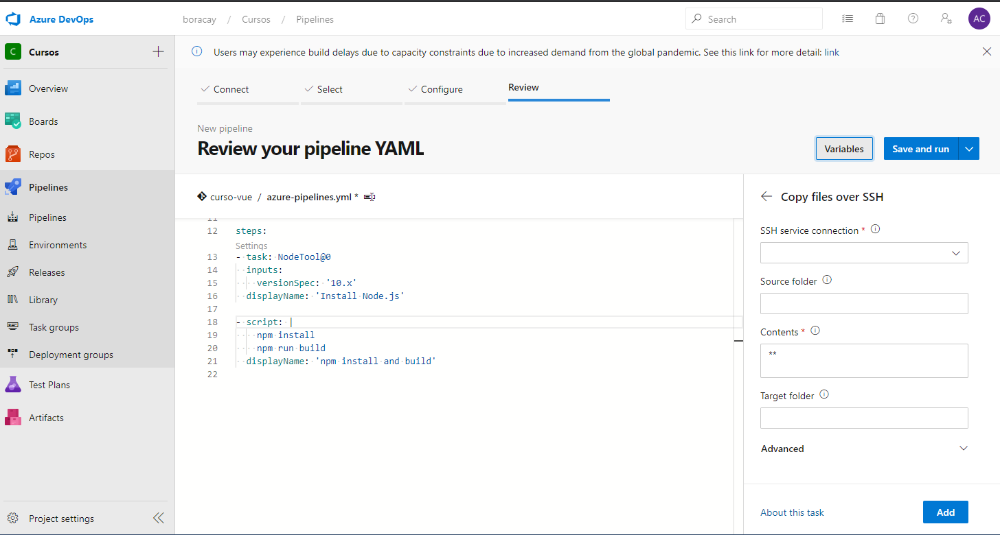 Azure DevOps boracay / Cursos / Pipelines Search AC
C Cursos
Users may experience build delays due to capacity constraints due to increased demand from the global pandemic. See this link for more detail: link
Overview
Boards
Repos
Pipelines
Pipelines
Environments
Releases
Library
Task groups
Deployment groups
Test Plans
Artifacts
Project settings
Connect Select Configure Review
New pipeline
Review your pipeline YAML
Variables Save and run
curso-vue / azure-pipelines.yml *
11
12 steps:
Settings
13 - task: NodeTool@0
14 inputs:
15 versionSpec: '10.x'
16 displayName: 'Install Node.js'
17
18 - script: |
19 npm install
20 npm run build
21 displayName: 'npm install and build'
22
Copy files over SSH
SSH service connection *
Source folder
Contents *
**
Target folder
Advanced
About this task Add